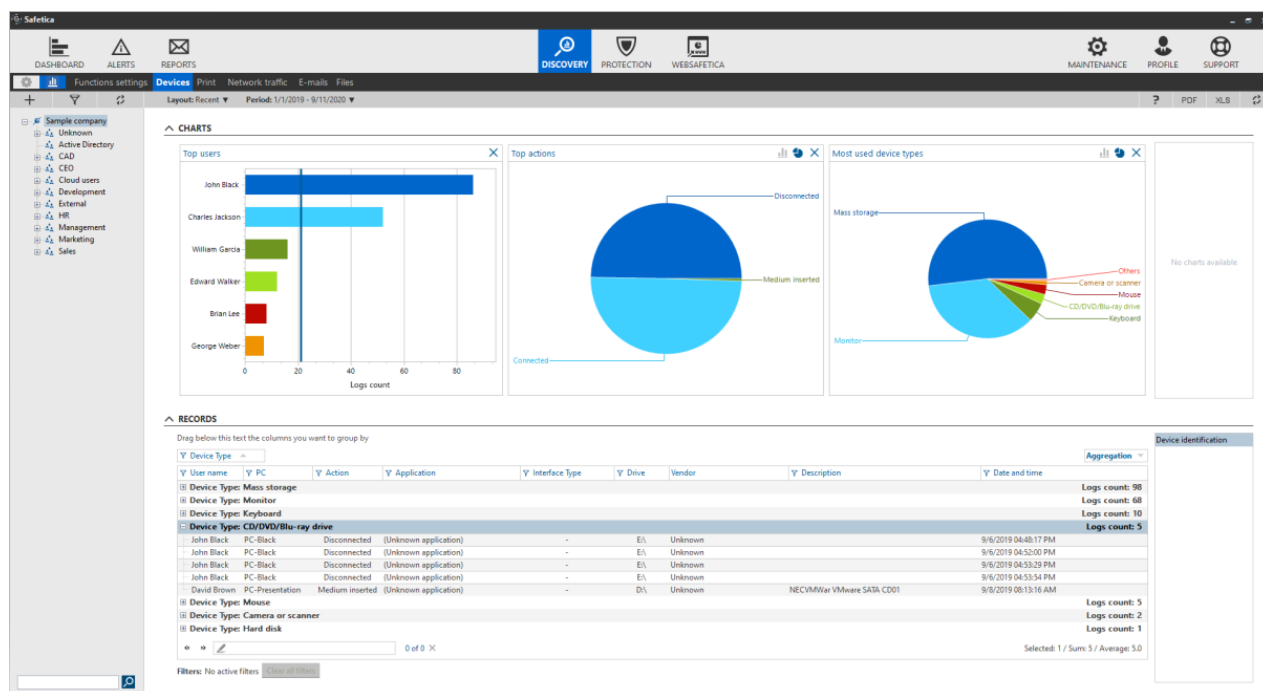 Safetica
DASHBOARD ALERTS REPORTS DISCOVERY PROTECTION WEBSAFETICA MAINTENANCE PROFILE SUPPORT
Functions settings Devices Print Network traffic E-mails Files
Layout: Recent ▼ Period: 1/1/2019 - 9/11/2020 ▼ ? PDF XLS
Sample company
Unknown
Active Directory
CAD
CEO
Cloud users
Development
External
HR
Management
Marketing
Sales
CHARTS
Top users
John Black
Charles Jackson
William Garcia
Edward Walker
Brian Lee
George Weber
0 20 40 60 80
Logs count
Top actions
Disconnected
Medium inserted
Connected
Most used device types
Mass storage
Others
Camera or scanner
Mouse
CD/DVD/Blu-ray drive
Keyboard
Monitor
No charts available
RECORDS
Drag below this text the columns you want to group by
Device Type
Aggregation
User name PC Action Application Interface Type Drive Vendor Description Date and time
Device Type: Mass storage Logs count: 98
Device Type: Monitor Logs count: 68
Device Type: Keyboard Logs count: 10
Device Type: CD/DVD/Blu-ray drive Logs count: 5
John Black PC-Black Disconnected (Unknown application) - E:\ Unknown 9/6/2019 04:48:17 PM
John Black PC-Black Disconnected (Unknown application) - E:\ Unknown 9/6/2019 04:52:00 PM
John Black PC-Black Disconnected (Unknown application) - E:\ Unknown 9/6/2019 04:53:29 PM
John Black PC-Black Disconnected (Unknown application) - E:\ Unknown 9/6/2019 04:53:54 PM
David Brown PC-Presentation Medium inserted (Unknown application) - D:\ Unknown NECVMWar VMware SATA CD01 9/8/2019 08:13:16 AM
Device Type: Mouse Logs count: 5
Device Type: Camera or scanner Logs count: 2
Device Type: Hard disk Logs count: 1
0 of 0 Selected: 1 / Sum: 5 / Average: 5.0
Filters: No active filters Clear all filters
Device identification